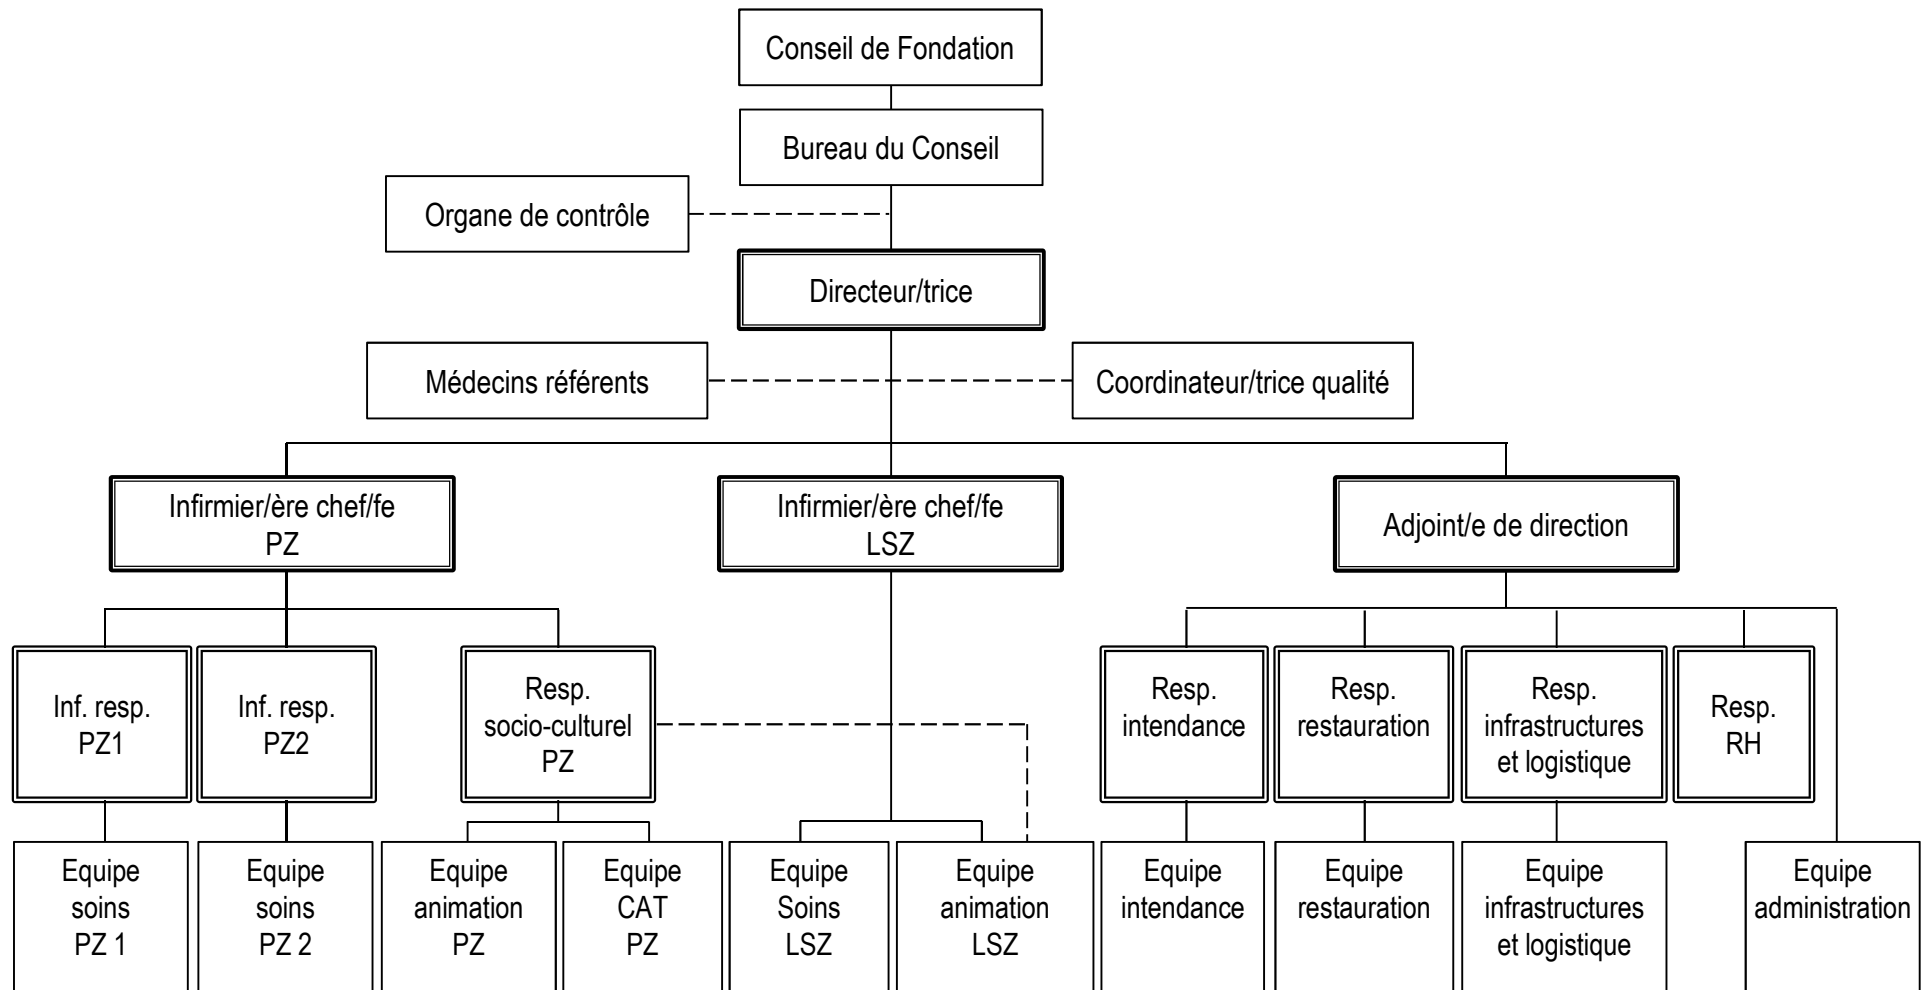 Conseil de Fondation
Bureau du Conseil
Organe de contrôle
Directeur/trice
Médecins référents
Coordinateur/trice qualité
Infirmier/ère chef/fe
PZ
Infirmier/ère chef/fe
LSZ
Adjoint/e de direction
Inf. resp.
PZ1
Inf. resp.
PZ2
Resp.
socio-culturel
PZ
Resp.
intendance
Resp.
restauration
Resp.
infrastructures
et logistique
Resp.
RH
Equipe
soins
PZ 1
Equipe
soins
PZ 2
Equipe
animation
PZ
Equipe
CAT
PZ
Equipe
Soins
LSZ
Equipe
animation
LSZ
Equipe
intendance
Equipe
restauration
Equipe
infrastructures
et logistique
Equipe
administration